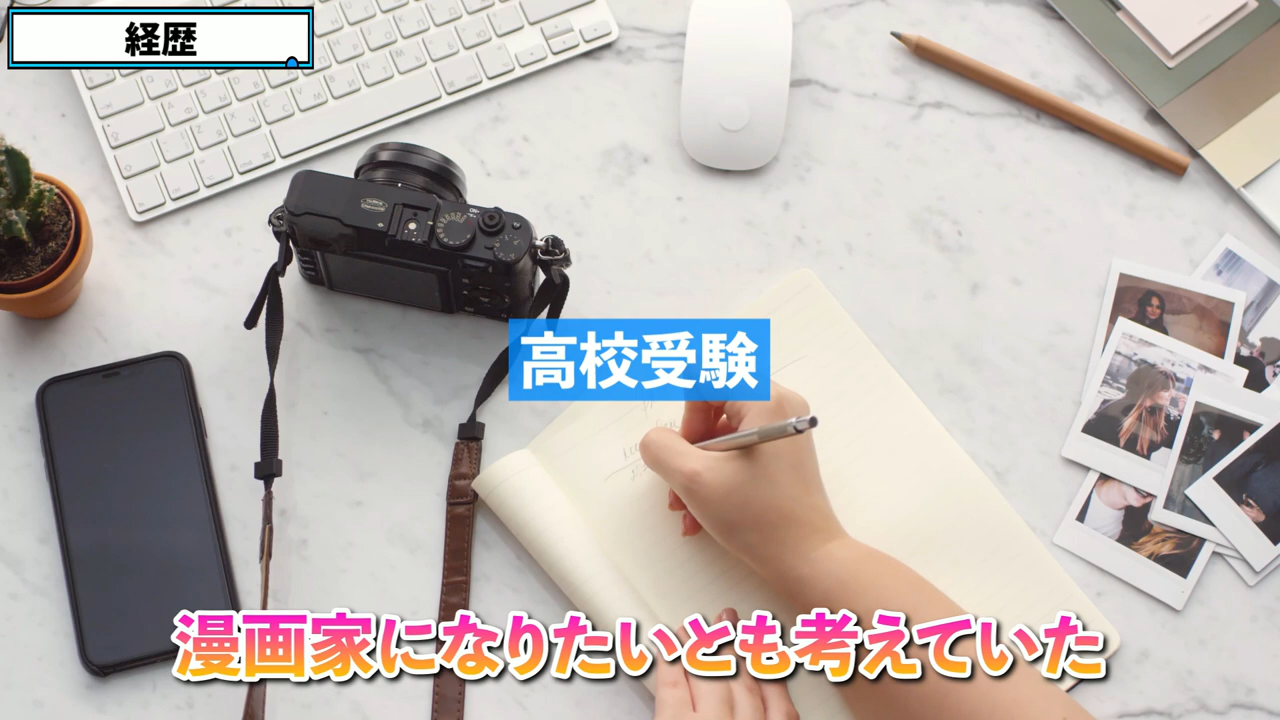 経歴
高校受験
漫画家になりたいとも考えていた